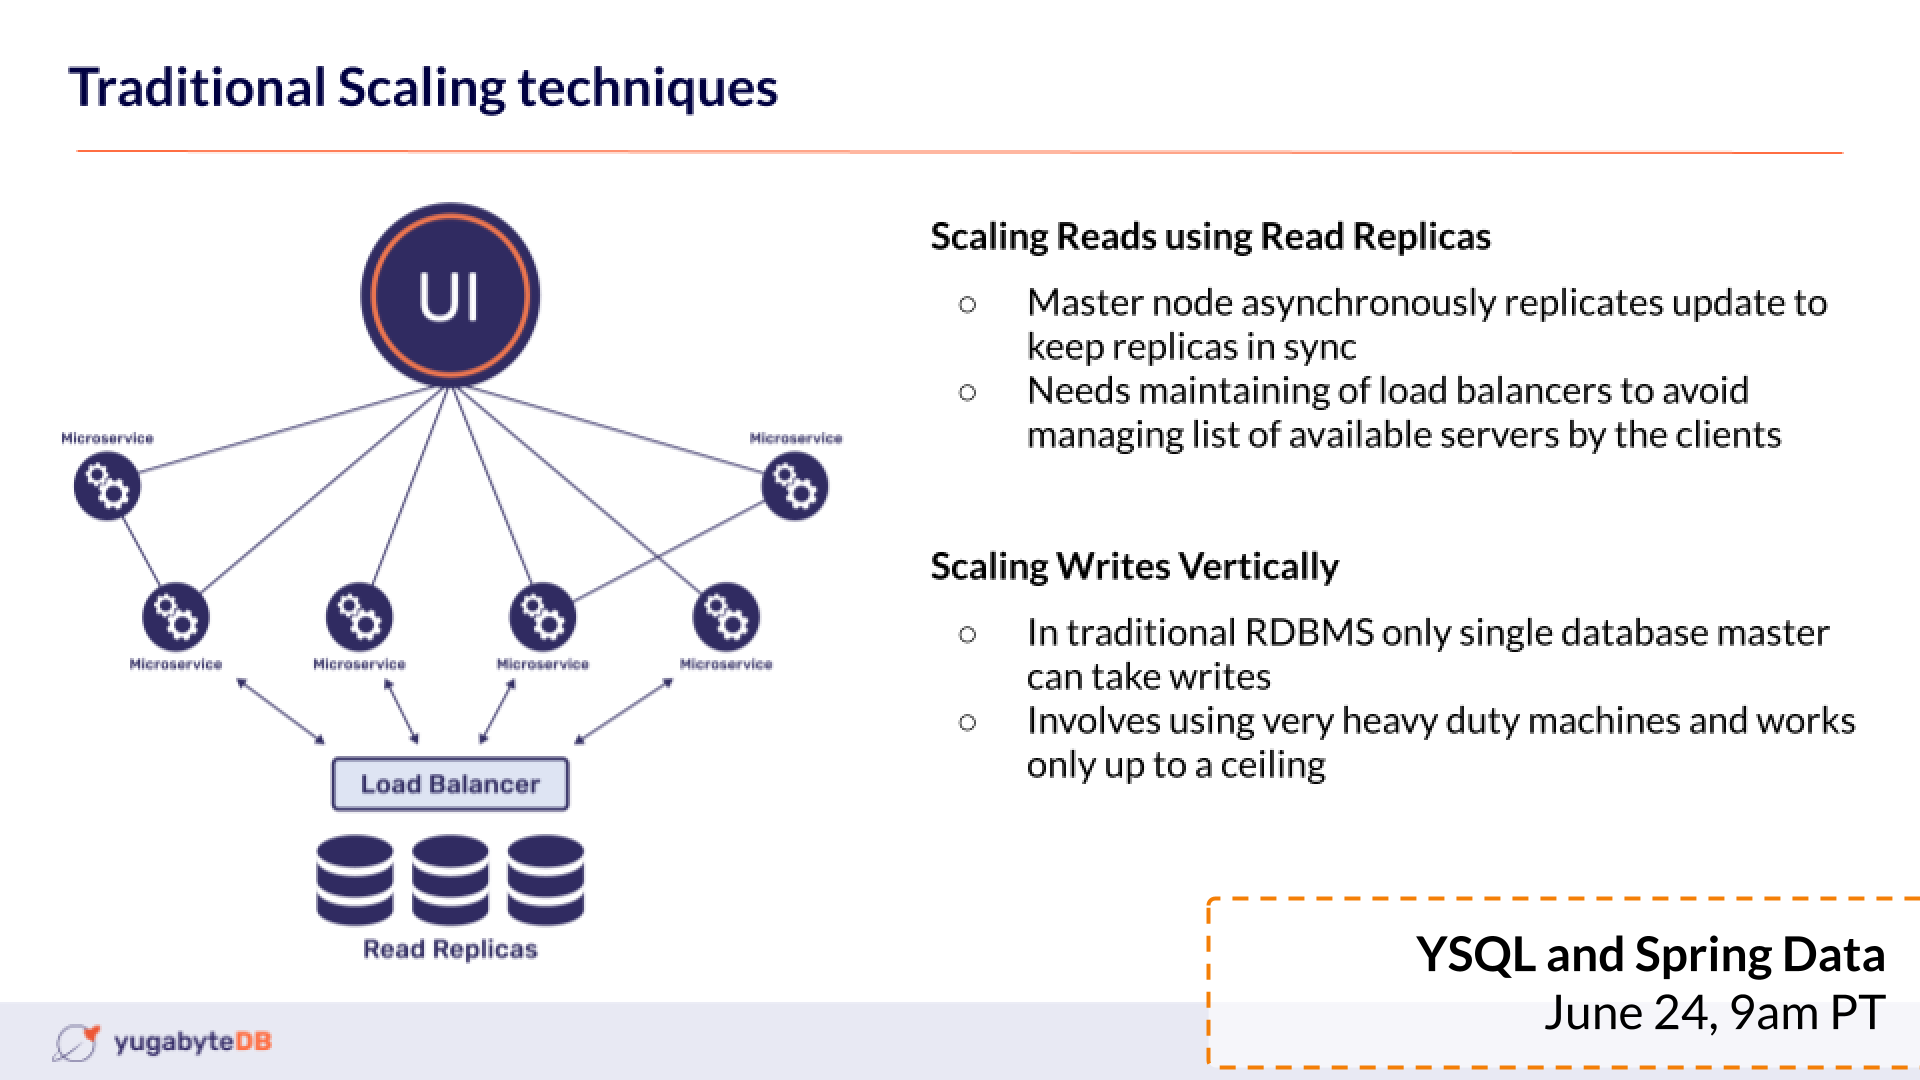 Traditional Scaling techniques
UI
Microservice
Microservice
Microservice
Microservice
Microservice
Microservice
Load Balancer
Read Replicas
Scaling Reads using Read Replicas
○ Master node asynchronously replicates update to
keep replicas in sync
○ Needs maintaining of load balancers to avoid
managing list of available servers by the clients
Scaling Writes Vertically
○ In traditional RDBMS only single database master
can take writes
○ Involves using very heavy duty machines and works
only up to a ceiling
YSQL and Spring Data
June 24, 9am PT
yugabyteDB